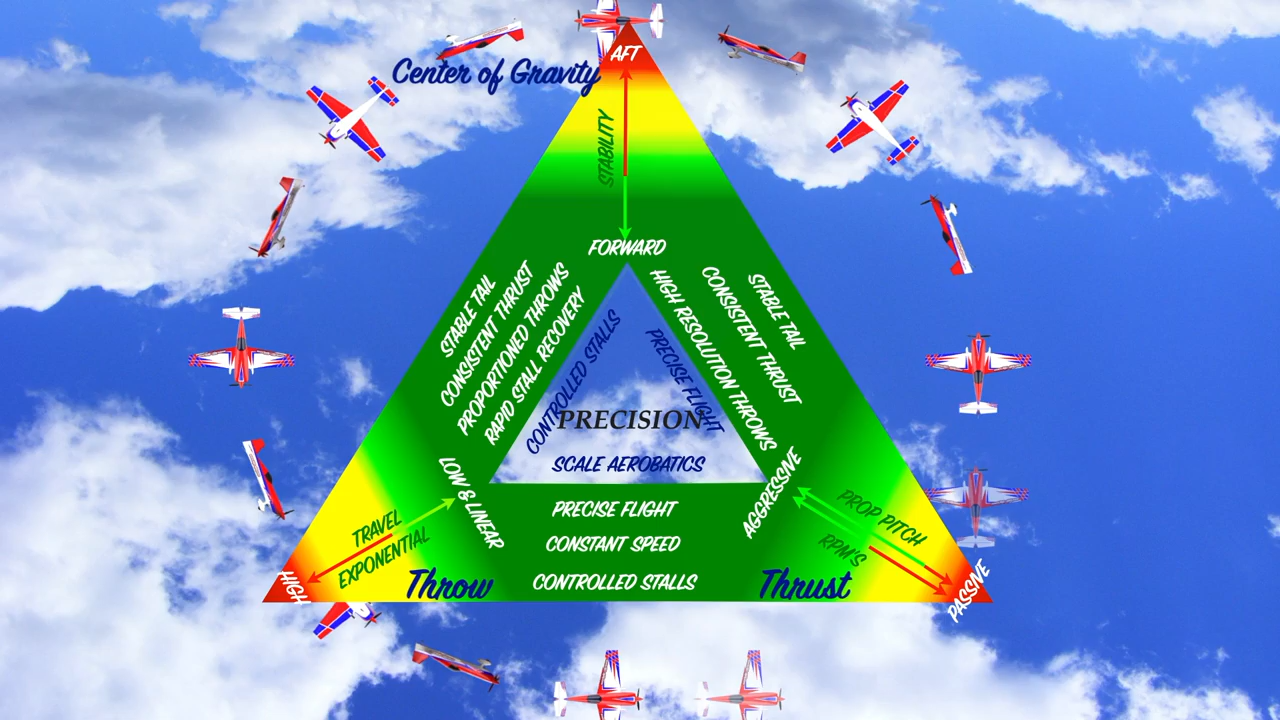 Center of Gravity
AFT
STABILITY
FORWARD
STABLE TAIL
CONSISTENT THRUST
PROPORTIONED THROWS
RAPID STALL RECOVERY
STABLE TAIL
CONSISTENT THRUST
HIGH RESOLUTION THROWS
CONTROLLED STALLS
PRECISE FLIGHT
PRECISION
SCALE AEROBATICS
LOW & LINEAR
AGGRESSIVE
PRECISE FLIGHT
CONSTANT SPEED
CONTROLLED STALLS
TRAVEL
EXPONENTIAL
HIGH
Throw
PROP PITCH
RPM'S
PASSIVE
Thrust